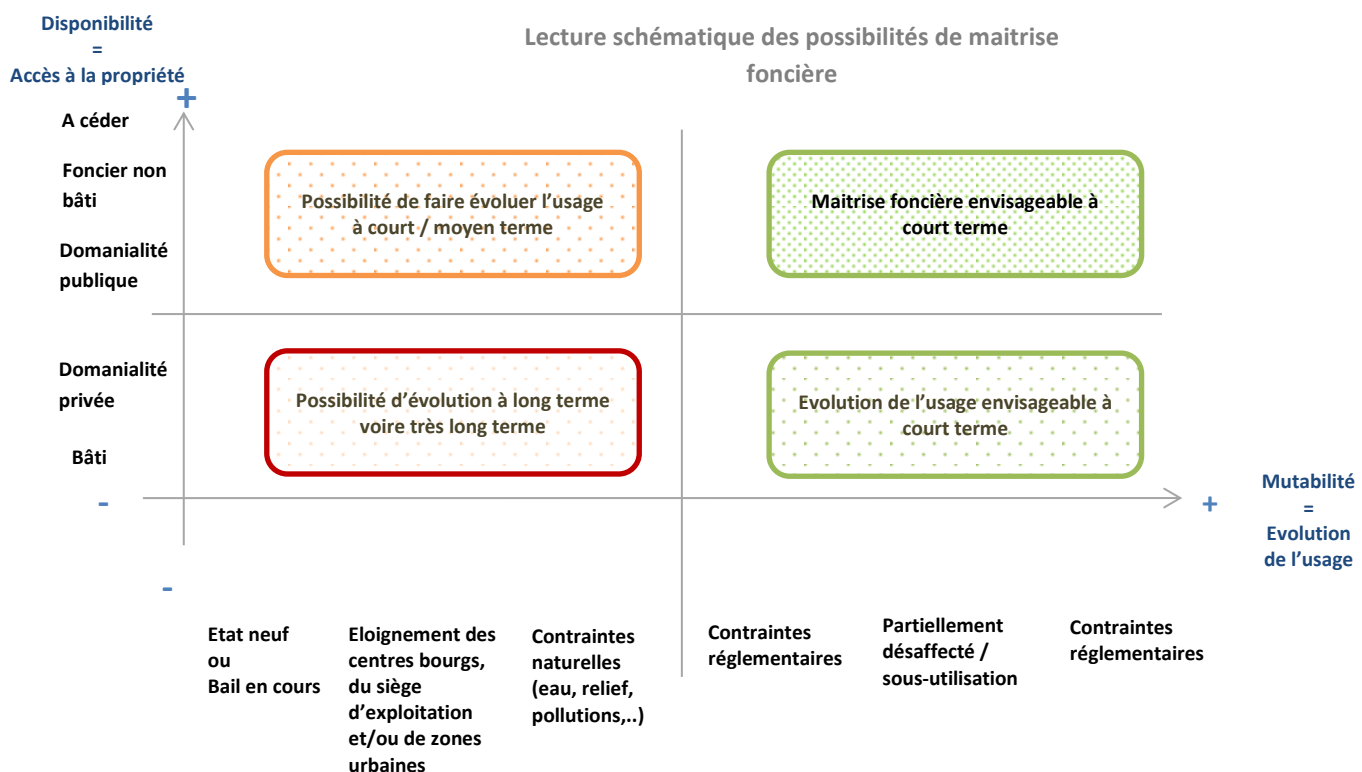 Disponibilité
=
Accès à la propriété
Lecture schématique des possibilités de maitrise
foncière
+
A céder
Foncier non
bâti
Domanialité
publique
Possibilité de faire évoluer l’usage
à court / moyen terme
Maitrise foncière envisageable à
court terme
Domanialité
privée
Bâti
Possibilité d’évolution à long terme
voire très long terme
Evolution de l’usage envisageable à
court terme
-
+
Mutabilité
=
Evolution
de l’usage
-
Etat neuf
ou
Bail en cours
Eloignement des
centres bourgs,
du siège
d’exploitation
et/ou de zones
urbaines
Contraintes
naturelles
(eau, relief,
pollutions,..)
Contraintes
réglementaires
Partiellement
désaffecté /
sous-utilisation
Contraintes
réglementaires